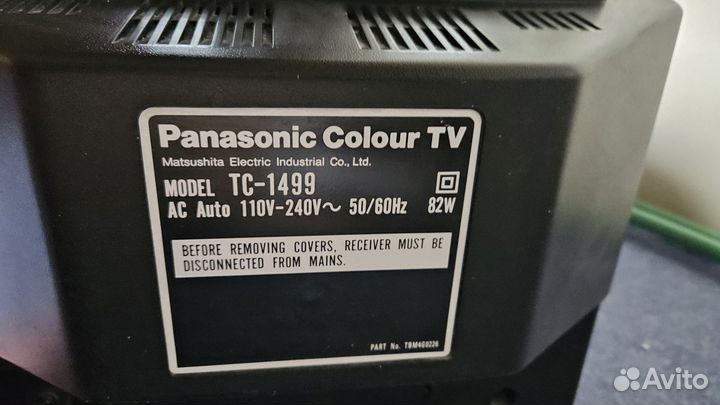 Panasonic Colour TV
Matsushita Electric Industrial Co., Ltd.
MODEL TC-1499
AC Auto 110V-240V～ 50/60Hz 82W
BEFORE REMOVING COVERS, RECEIVER MUST BE
DISCONNECTED FROM MAINS.
PART No. TBM4G0226
Avito